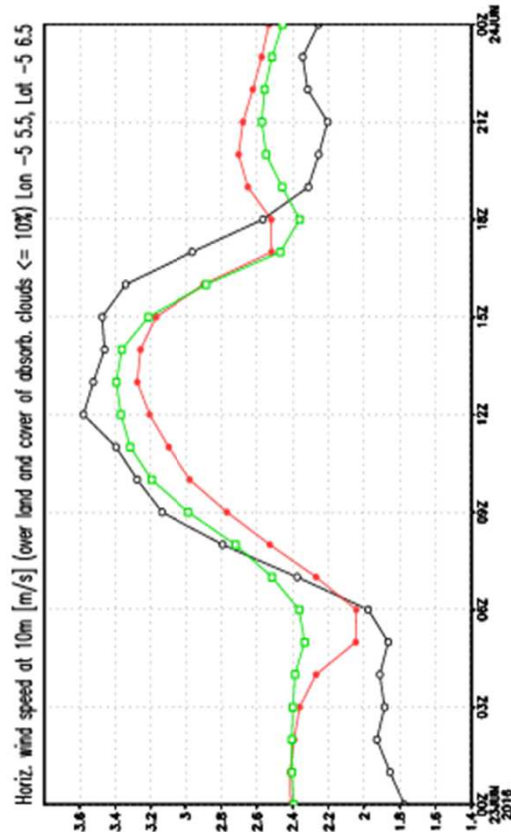 Horiz. wind speed at 10m [m/s] (over land and cover of absorb. clouds <= 10%) Lon -5 5.5, Lat -5 6.5
3.6
3.4
3.2
3
2.8
2.6
2.4
2.2
2
1.8
1.6
1.4
00Z
23JUN
2016
03Z
06Z
09Z
12Z
15Z
18Z
21Z
00Z
24JUN